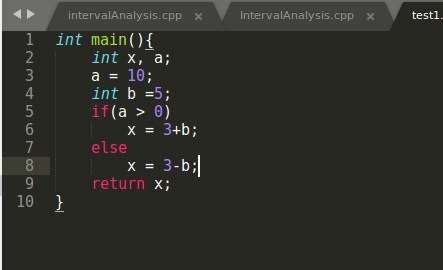 intervalAnalysis.cpp × IntervalAnalysis.cpp × test1.
1 int main(){
2 int x, a;
3 a = 10;
4 int b =5;
5 if(a > 0)
6 x = 3+b;
7 else
8 x = 3-b;
9 return x;
10 }